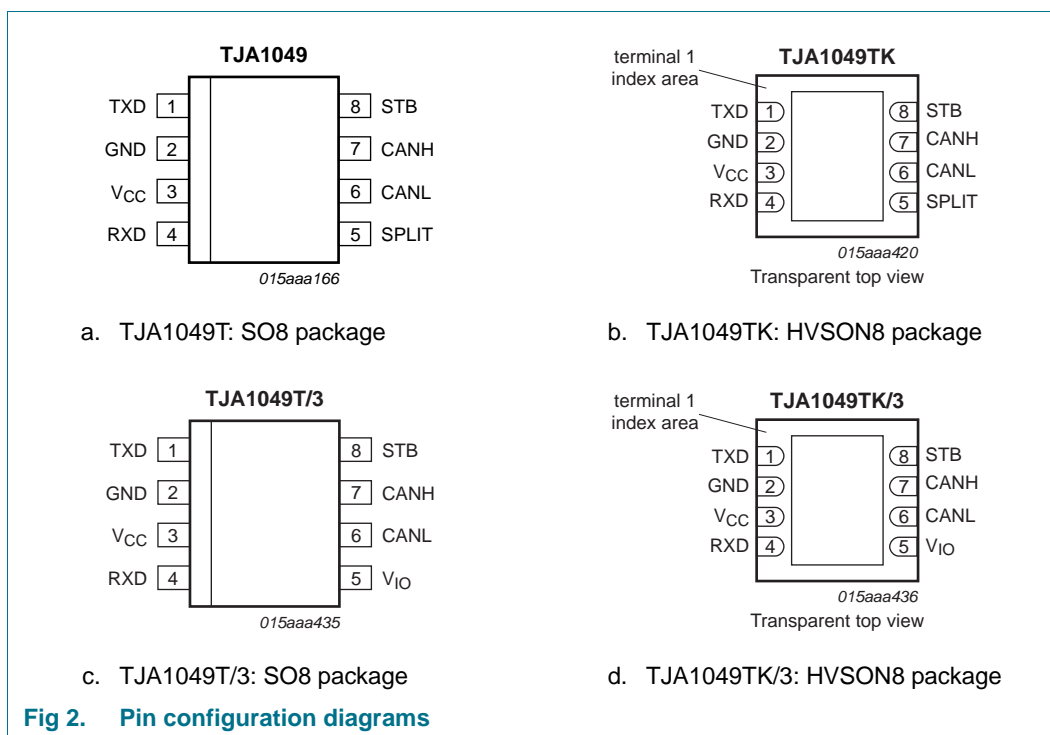 TJA1049
TXD 1
GND 2
VCC 3
RXD 4
8 STB
7 CANH
6 CANL
5 SPLIT
015aaa166
a. TJA1049T: SO8 package
terminal 1
index area
TJA1049TK
TXD 1
GND 2
VCC 3
RXD 4
8 STB
7 CANH
6 CANL
5 SPLIT
015aaa420
Transparent top view
b. TJA1049TK: HVSON8 package
TJA1049T/3
TXD 1
GND 2
VCC 3
RXD 4
8 STB
7 CANH
6 CANL
5 VIO
015aaa435
c. TJA1049T/3: SO8 package
terminal 1
index area
TJA1049TK/3
TXD 1
GND 2
VCC 3
RXD 4
8 STB
7 CANH
6 CANL
5 VIO
015aaa436
Transparent top view
d. TJA1049TK/3: HVSON8 package
Fig 2. Pin configuration diagrams